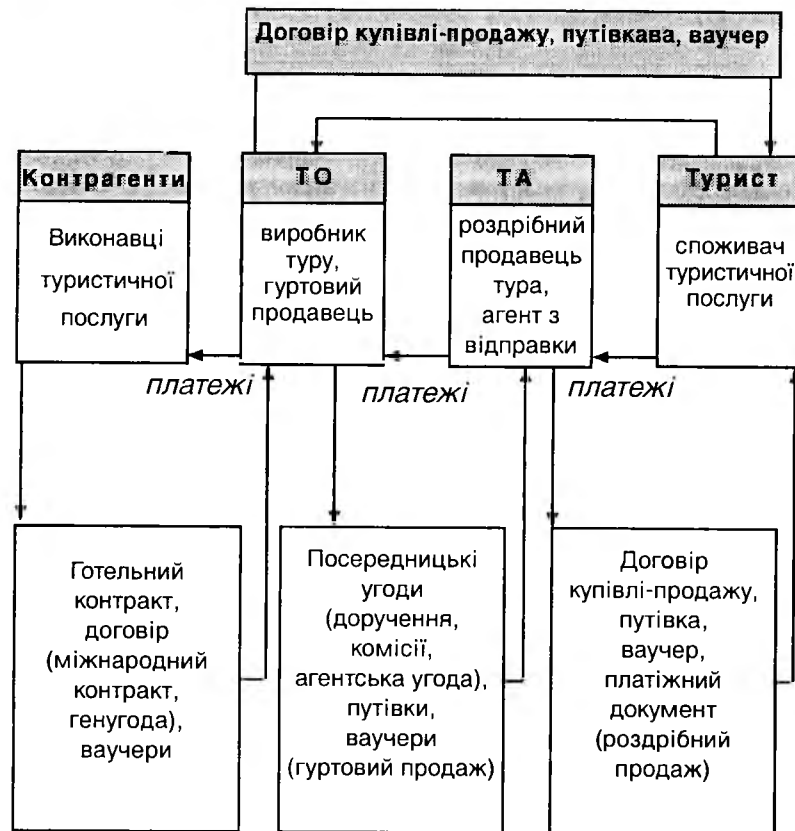 Договір купівлі-продажу, путівкава, ваучер
Контрагенти
Виконавці
туристичної
послуги
ТО
виробник
туру,
гуртовий
продавець
ТА
роздрібний
продавець
тура,
агент з
відправки
Турист
споживач
туристичної
послуги
платежі
платежі
платежі
Готельний
контракт,
договір
(міжнародний
контракт,
генугода),
ваучери
Посередницькі
угоди
(доручення,
комісії,
агентська угода),
путівки,
ваучери
(гуртовий продаж)
Договір
купівлі-продажу,
путівка,
ваучер,
платіжний
документ
(роздрібний
продаж)